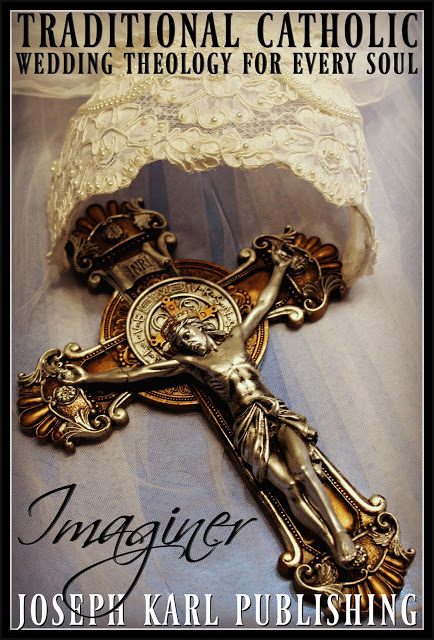 TRADITIONAL CATHOLIC
WEDDING THEOLOGY FOR EVERY SOUL
INRI
Imaginer
JOSEPH KARL PUBLISHING